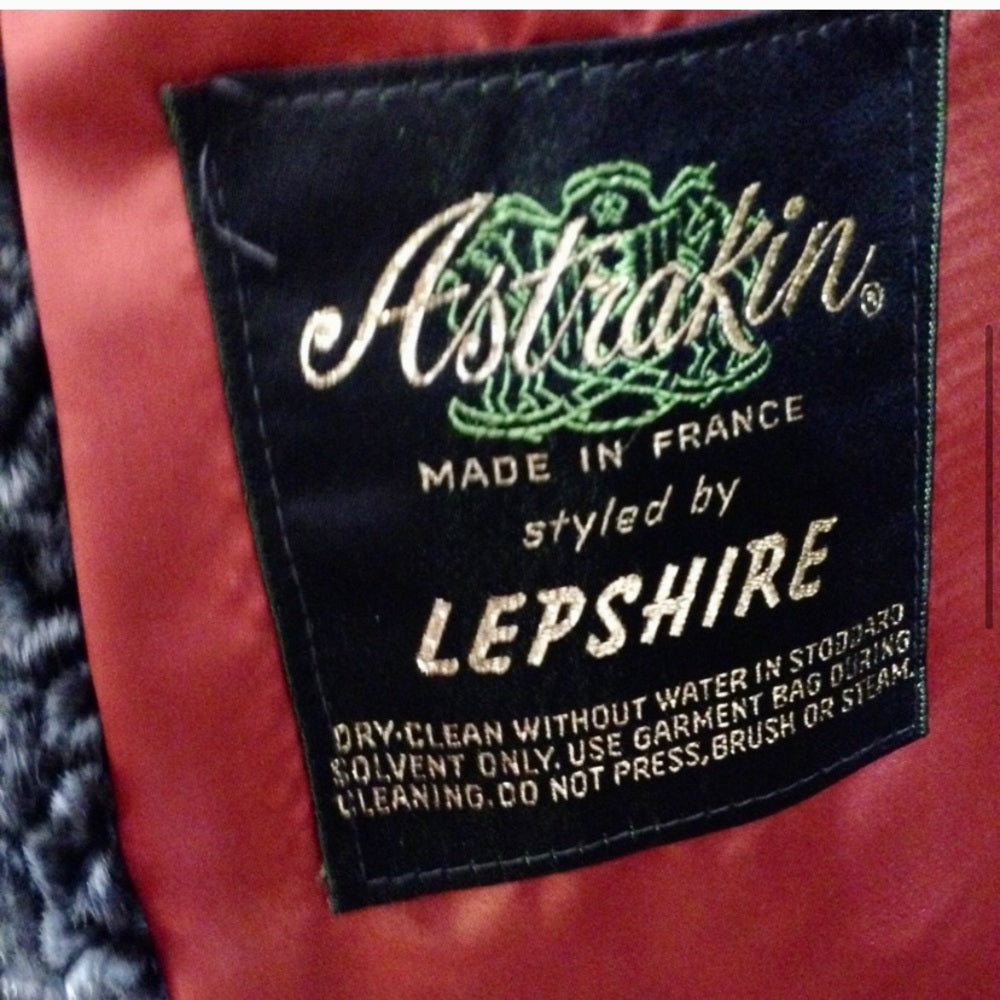 Astrakin®
MADE IN FRANCE
styled by
LEPSHIRE
DRY-CLEAN WITHOUT WATER IN STODDARD
SOLVENT ONLY. USE GARMENT BAG DURING
CLEANING. DO NOT PRESS, BRUSH OR STEAM.